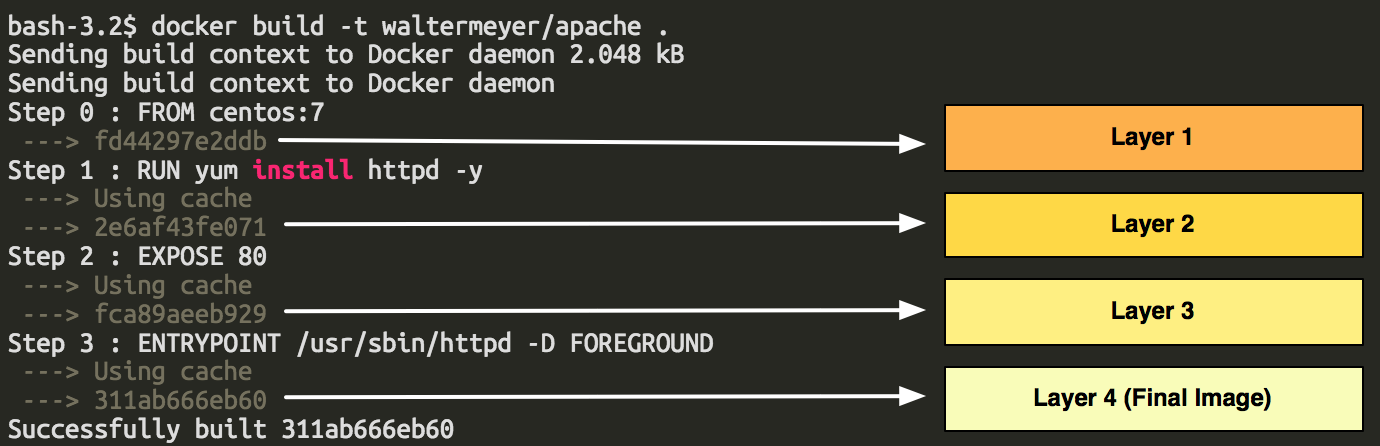 bash-3.2$ docker build -t waltermeyer/apache .
Sending build context to Docker daemon 2.048 kB
Sending build context to Docker daemon
Step 0 : FROM centos:7
---> fd44297e2ddb
Layer 1
Step 1 : RUN yum install httpd -y
---> Using cache
---> 2e6af43fe071
Layer 2
Step 2 : EXPOSE 80
---> Using cache
---> fca89aeeb929
Layer 3
Step 3 : ENTRYPOINT /usr/sbin/httpd -D FOREGROUND
---> Using cache
---> 311ab666eb60
Layer 4 (Final Image)
Successfully built 311ab666eb60